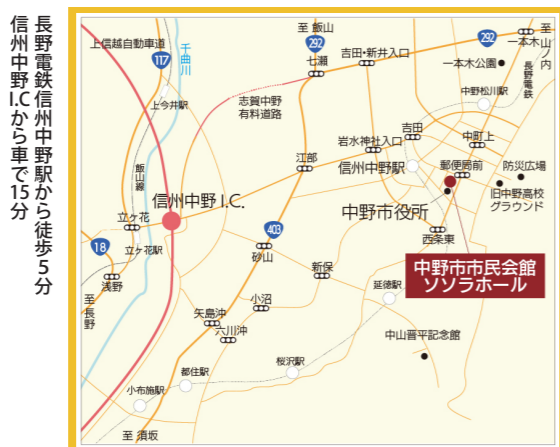 長野電鉄信州中野駅から徒歩5分
信州中野I.Cから車で15分
至 飯山
292
292
至 山ノ内
一本木
上信越自動車道
千曲川
117
七瀬
吉田・新井入口
一本木公園
長野電鉄
上今井駅
志賀中野
有料道路
中野松川駅
吉田
岩水神社入口
中町上
飯山線
江部
信州中野駅
郵便局前
防災広場
信州中野 I.C.
中野市役所
旧中野高校
グラウンド
立ヶ花
403
西条東
18
立ヶ花駅
砂山
中野市市民会館
ソソラホール
浅野
新保
延徳駅
至 長野
小沼
矢島沖
六川沖
中山晋平記念館
桜沢駅
都住駅
小布施駅
至 須坂